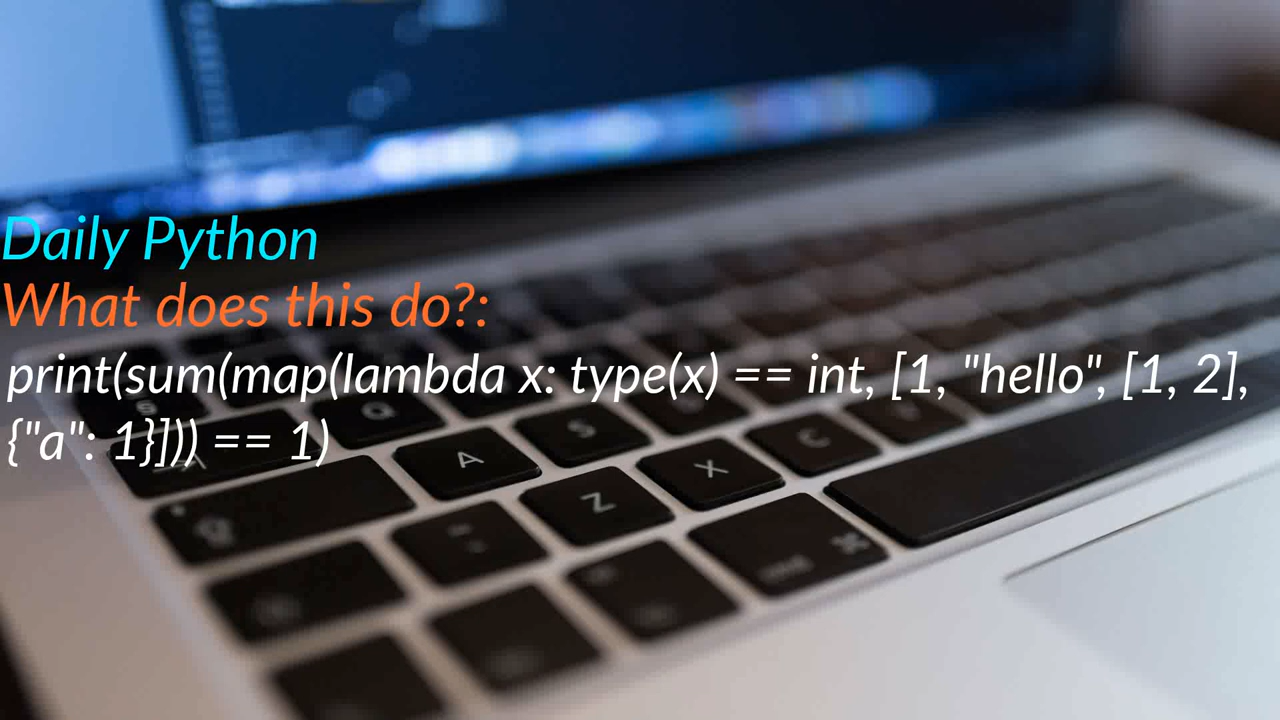 Daily Python
What does this do?:
print(sum(map(lambda x: type(x) == int, [1, "hello", [1, 2],
{"a": 1}])) == 1)
A
S
Z
X
C